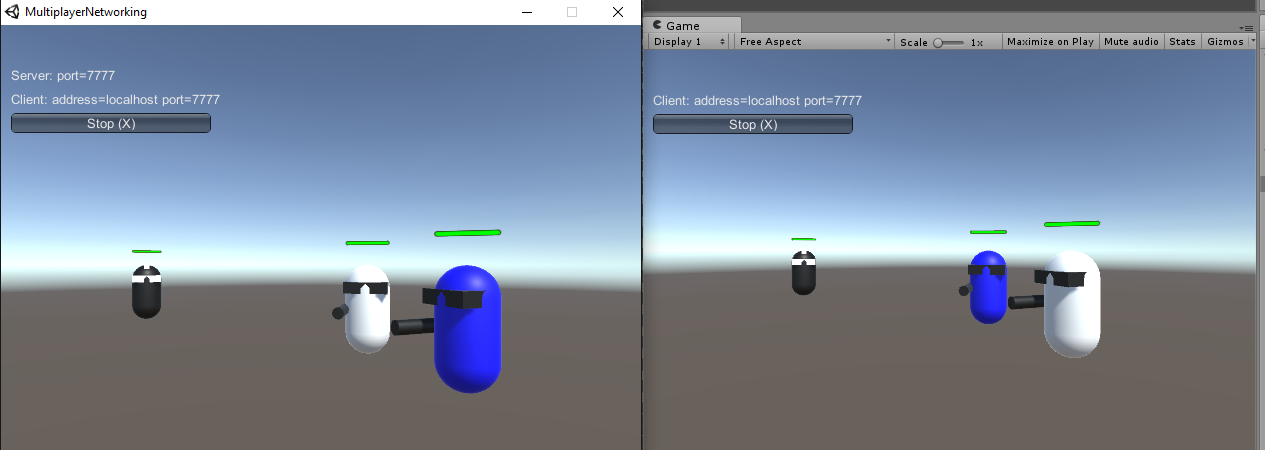 MultiplayerNetworking
Server: port=7777
Client: address=localhost port=7777
Stop (X)
Game
Display 1
Free Aspect
Scale
1x
Maximize on Play
Mute audio
Stats
Gizmos
Client: address=localhost port=7777
Stop (X)